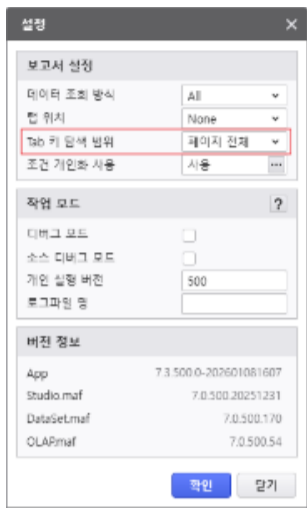 설정
보고서 설정
데이터 조회 방식 All
탭 위치 None
Tab 키 탐색 범위 페이지 전체
조건 개인화 사용 사용 ...
작업 모드 ?
디버그 모드
소스 디버그 모드
개인 실행 버전 500
로그파일 명
버전 정보
App 7.3.500.0-202601081607
Studio.maf 7.0.500.20251231
DataSet.maf 7.0.500.170
OLAP.maf 7.0.500.54
확인 닫기